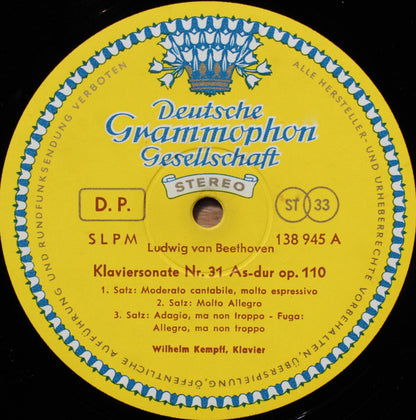 ALLE HERSTELLER- UND URHEBERRECHTE VORBEHALTEN, ÜBERSPIELUNG, ÖFFENTLICHE AUFFÜHRUNG UND RUNDFUNKSENDUNG VERBOTEN
Deutsche
Grammophon
Gesellschaft
STEREO
D. P.
ST 33
SLPM
138 945 A
Ludwig van Beethoven
Klaviersonate Nr. 31 As-dur op. 110
1. Satz: Moderato cantabile, molto espressivo
2. Satz: Molto Allegro
3. Satz: Adagio, ma non troppo - Fuga:
Allegro, ma non troppo
Wilhelm Kempff, Klavier